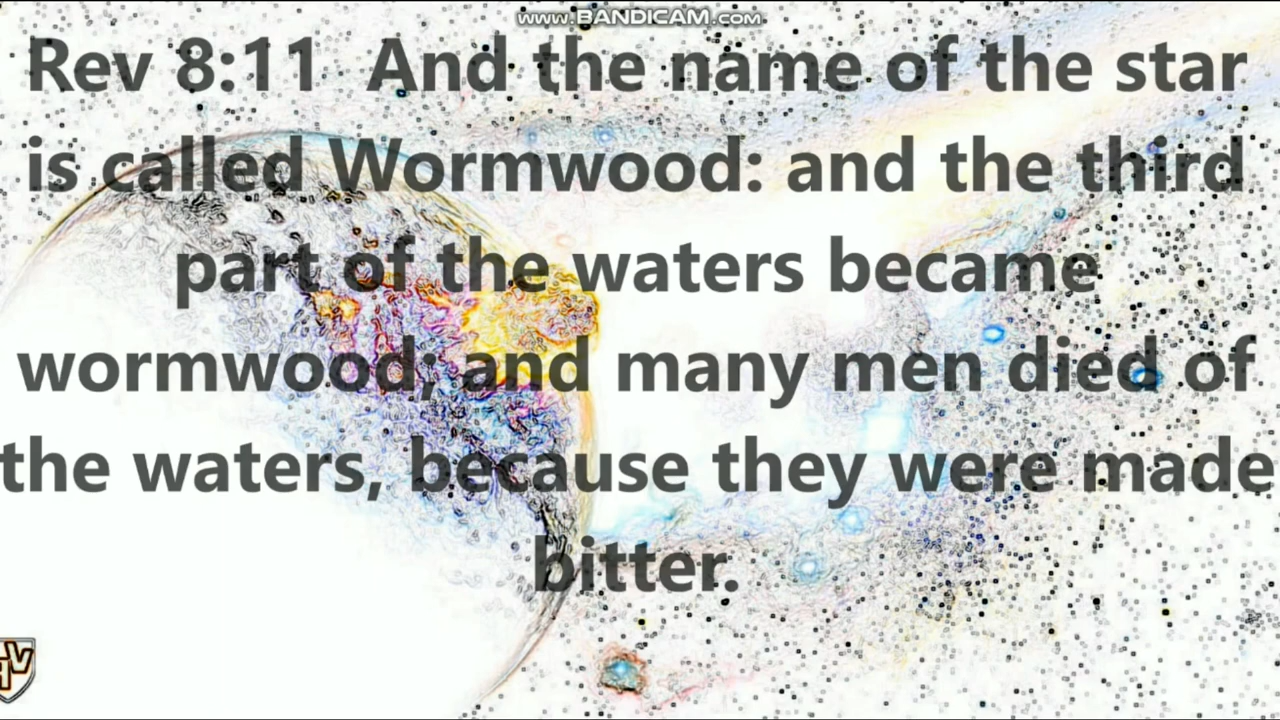 www.BANDICAM.com
Rev 8:11 And the name of the star
is called Wormwood: and the third
part of the waters became
wormwood; and many men died of
the waters, because they were made
bitter.